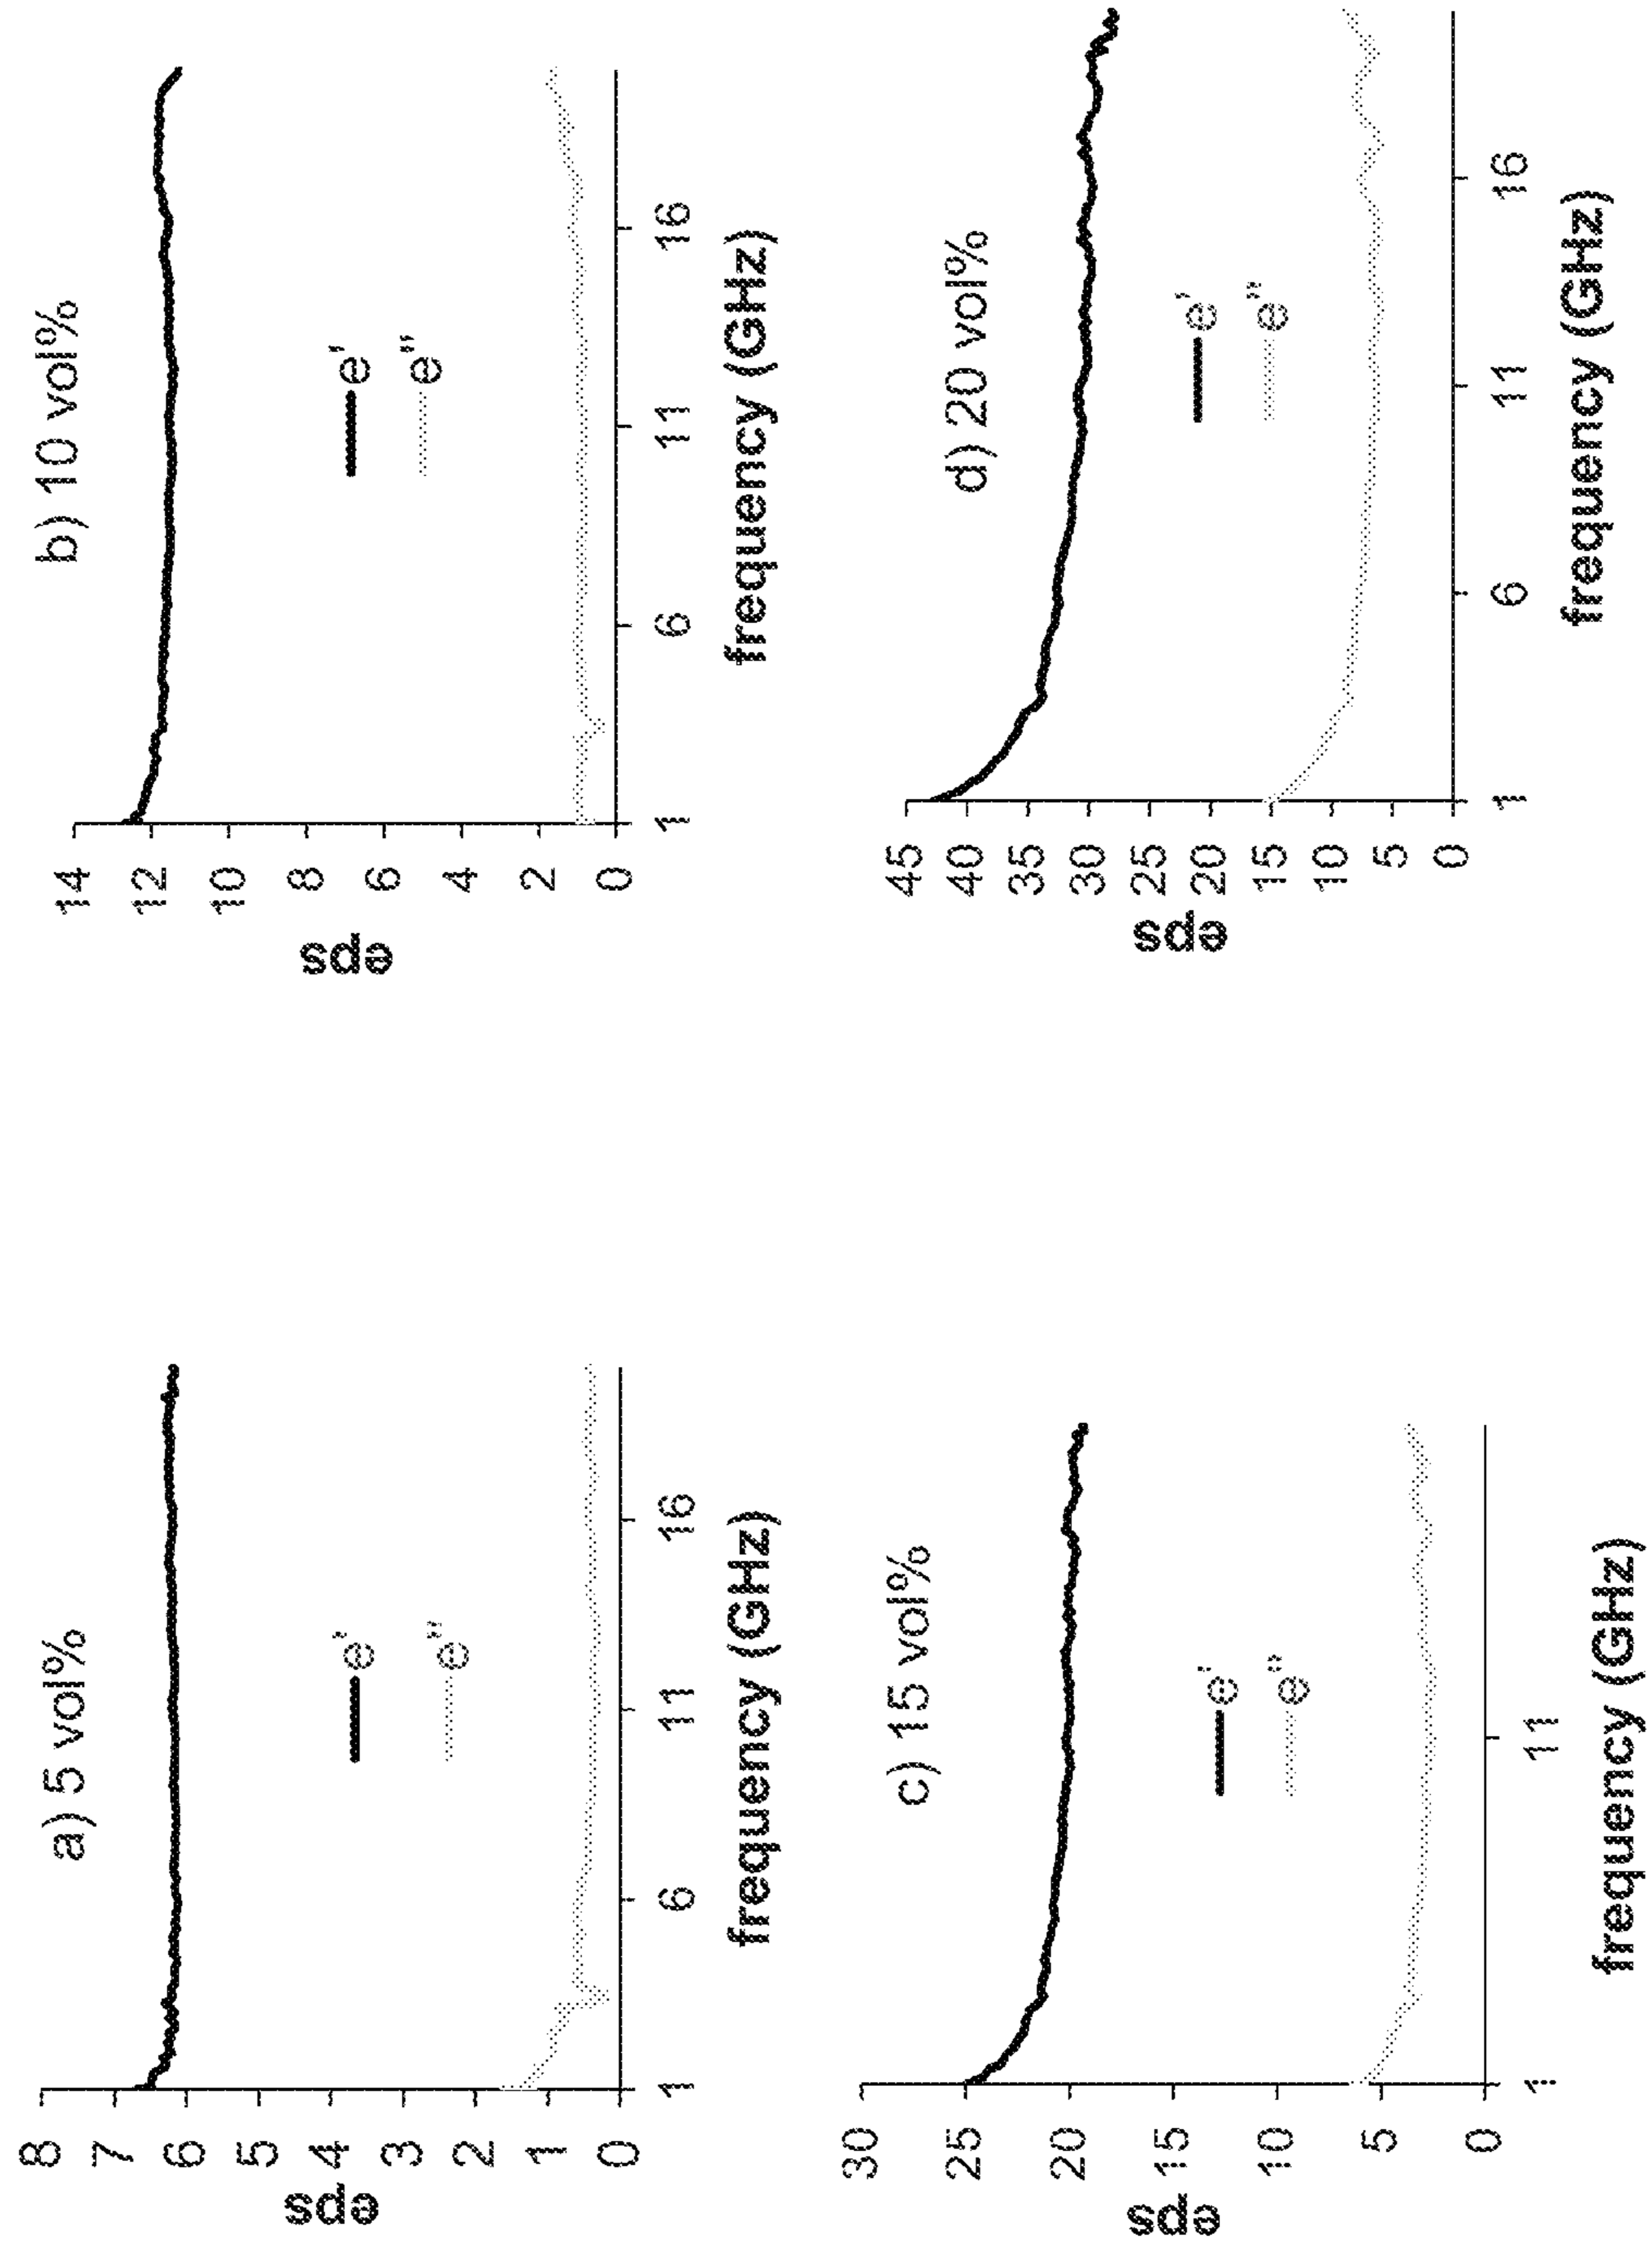 a) 5 vol%
8
7
6
5
4
3
2
1
0
eps
e'
e"
1 6 11 16
frequency (GHz)
b) 10 vol%
14
12
10
8
6
4
2
0
eps
e'
e"
1 6 11 16
frequency (GHz)
c) 15 vol%
30
25
20
15
10
5
0
eps
e'
e"
1 11
frequency (GHz)
d) 20 vol%
45
40
35
30
25
20
15
10
5
0
eps
e'
e"
1 6 11 16
frequency (GHz)